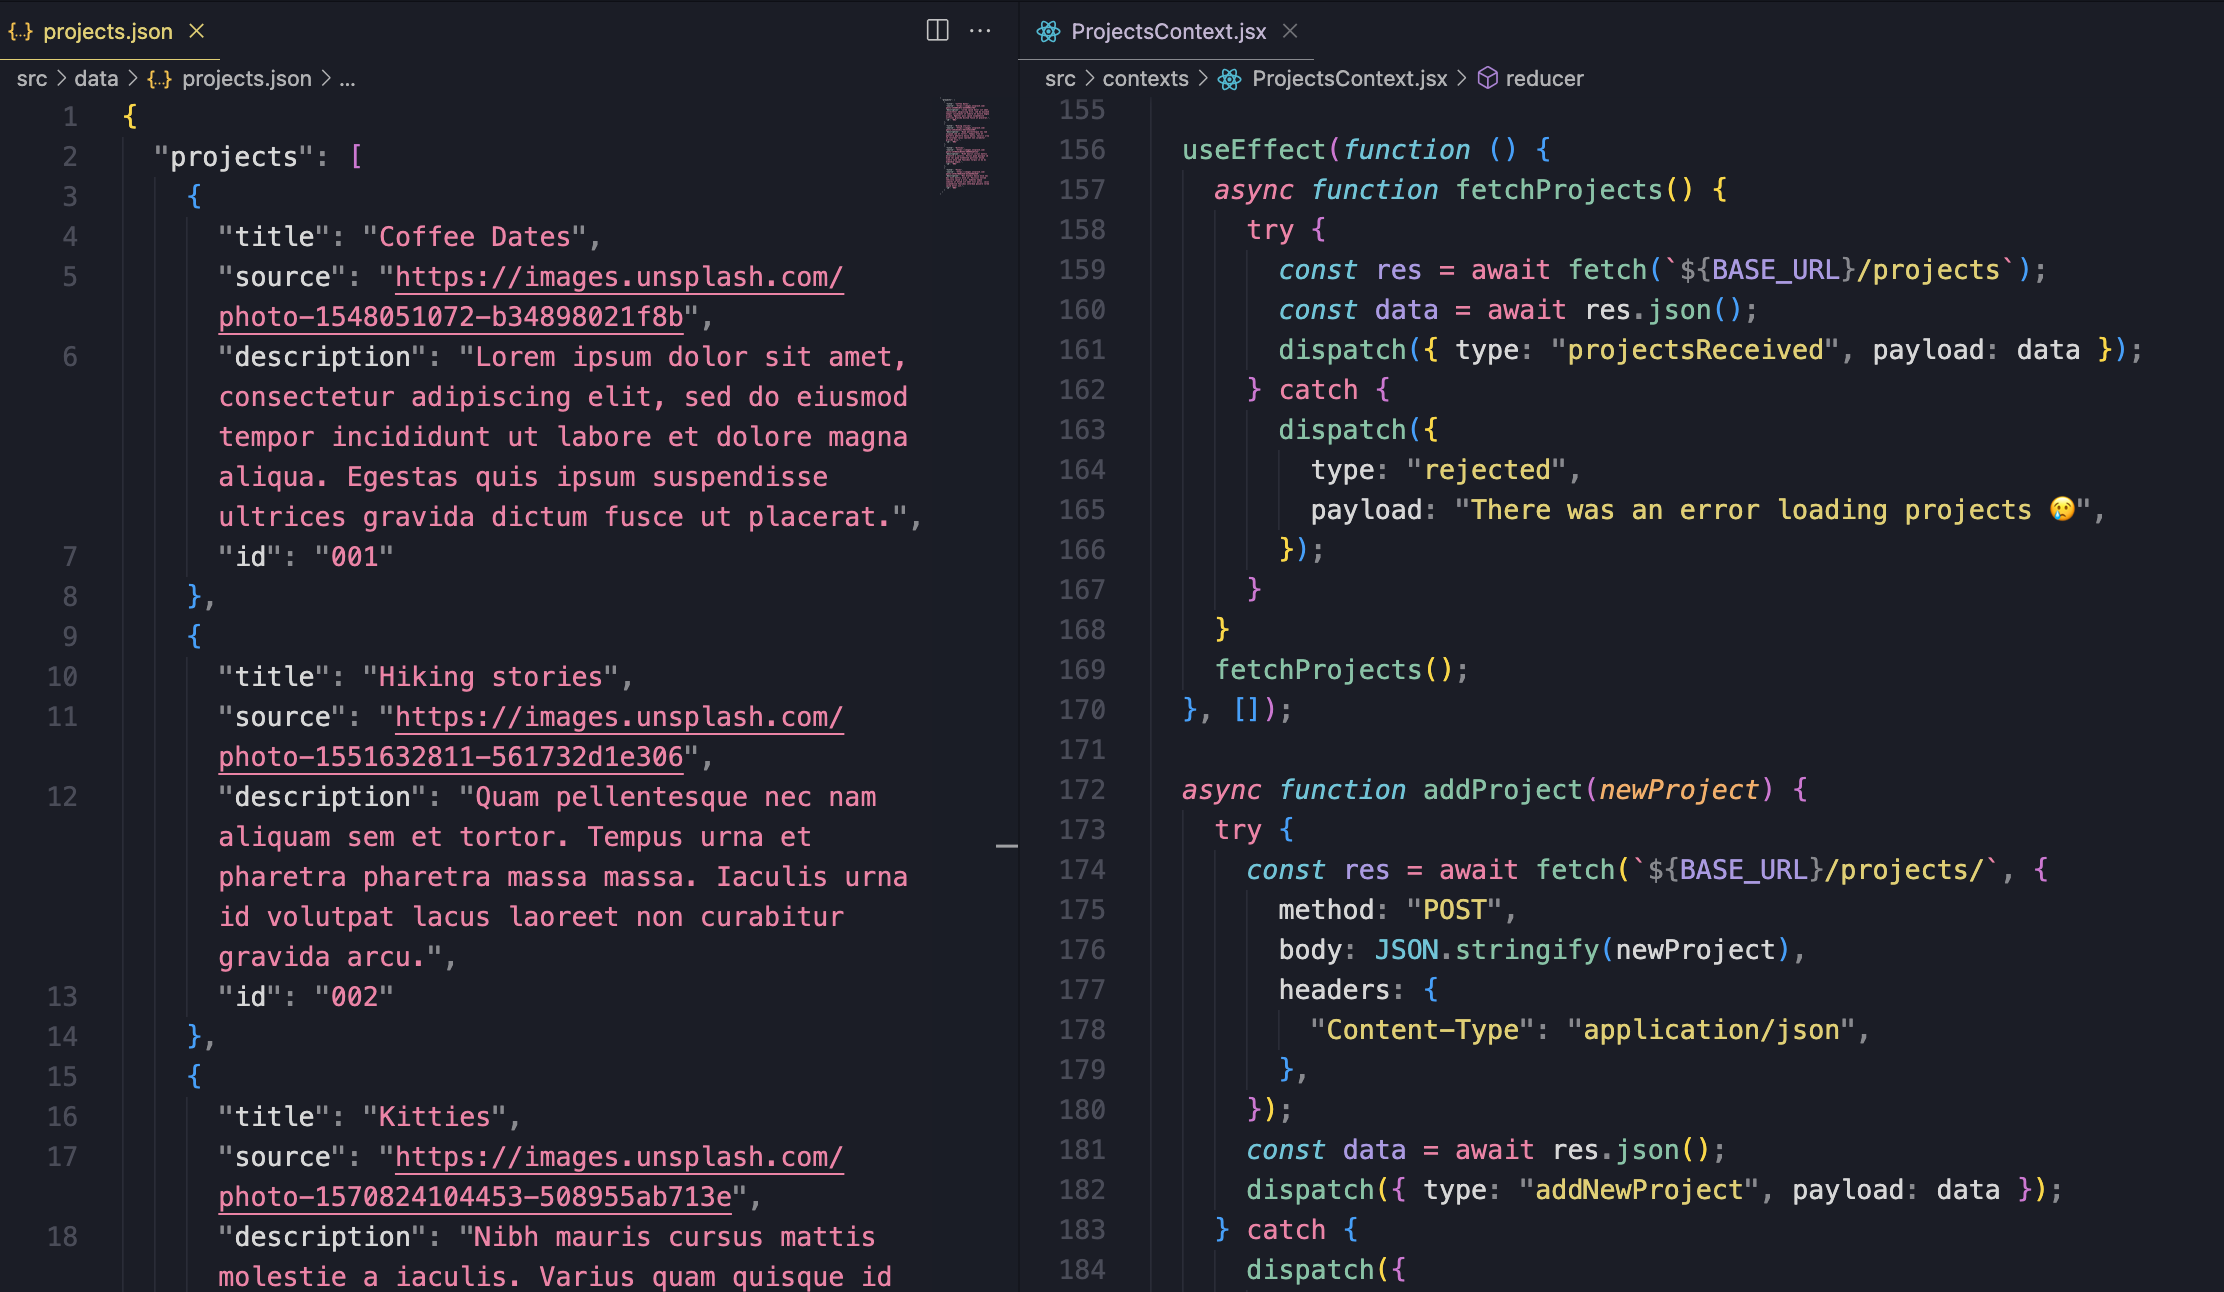 projects.json
src > data > {..} projects.json > ...
1 {
2 "projects": [
3 {
4 "title": "Coffee Dates",
5 "source": "https://images.unsplash.com/
photo-1548051072-b34898021f8b",
6 "description": "Lorem ipsum dolor sit amet,
consectetur adipiscing elit, sed do eiusmod
tempor incididunt ut labore et dolore magna
aliqua. Egestas quis ipsum suspendisse
ultrices gravida dictum fusce ut placerat.",
7 "id": "001"
8 },
9 {
10 "title": "Hiking stories",
11 "source": "https://images.unsplash.com/
photo-1551632811-561732d1e306",
12 "description": "Quam pellentesque nec nam
aliquam sem et tortor. Tempus urna et
pharetra pharetra massa massa. Iaculis urna
id volutpat lacus laoreet non curabitur
gravida arcu.",
13 "id": "002"
14 },
15 {
16 "title": "Kitties",
17 "source": "https://images.unsplash.com/
photo-1570824104453-508955ab713e",
18 "description": "Nibh mauris cursus mattis
molestie a iaculis. Varius quam quisque id
ProjectsContext.jsx
src > contexts > ProjectsContext.jsx > reducer
155
156 useEffect(function () {
157 async function fetchProjects() {
158 try {
159 const res = await fetch(`${BASE_URL}/projects`);
160 const data = await res.json();
161 dispatch({ type: "projectsReceived", payload: data });
162 } catch {
163 dispatch({
164 type: "rejected",
165 payload: "There was an error loading projects 😢",
166 });
167 }
168 }
169 fetchProjects();
170 }, []);
171
172 async function addProject(newProject) {
173 try {
174 const res = await fetch(`${BASE_URL}/projects/`, {
175 method: "POST",
176 body: JSON.stringify(newProject),
177 headers: {
178 "Content-Type": "application/json",
179 },
180 });
181 const data = await res.json();
182 dispatch({ type: "addNewProject", payload: data });
183 } catch {
184 dispatch({